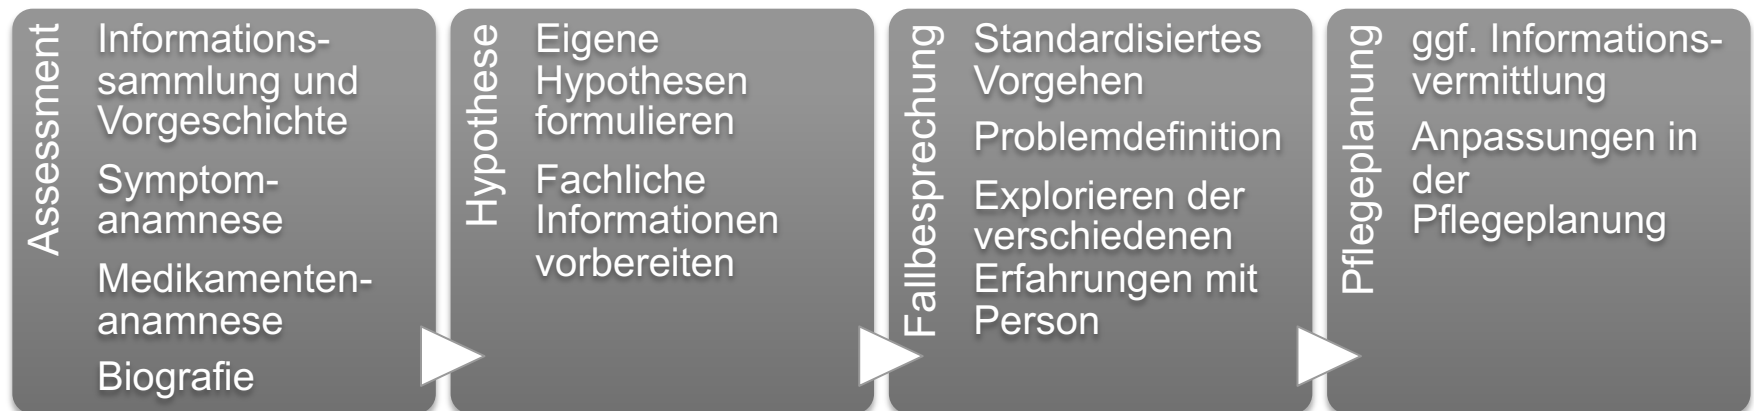 Assessment
Informations-
sammlung und
Vorgeschichte
Symptom-
anamnese
Medikamenten-
anamnese
Biografie
Hypothese
Eigene
Hypothesen
formulieren
Fachliche
Informationen
vorbereiten
Fallbesprechung
Standardisiertes
Vorgehen
Problemdefinition
Explorieren der
verschiedenen
Erfahrungen mit
Person
Pflegeplanung
ggf. Informations-
vermittlung
Anpassungen in
der
Pflegeplanung